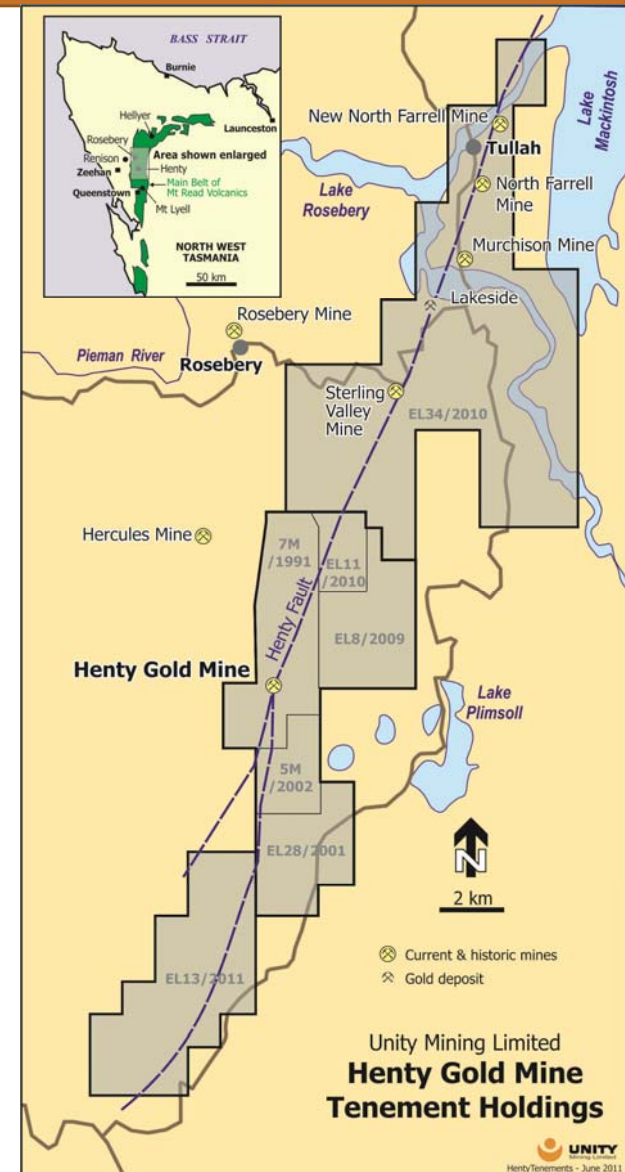 BASS STRAIT
Burnie
Hellyer
Launceston
Rosebery
Renison
Area shown enlarged
Zeehan
Henty
Queenstown
Main Belt of
Mt Read Volcanics
Mt Lyell
NORTH WEST
TASMANIA
50 km
New North Farrell Mine
Tullah
Lake
Mackintosh
Lake
Rosebery
North Farrell
Mine
Murchison Mine
Lakeside
Rosebery Mine
Pieman River
Rosebery
Sterling
Valley
Mine
EL34/2010
Hercules Mine
7M
/1991
EL11
/2010
Henty Fault
EL8/2009
Henty Gold Mine
Lake
Plimsoll
5M
/2002
EL28/2001
N
2 km
EL13/2011
Current & historic mines
Gold deposit
Unity Mining Limited
Henty Gold Mine
Tenement Holdings
UNITY
Mining Limited
HentyTenements - June 2011